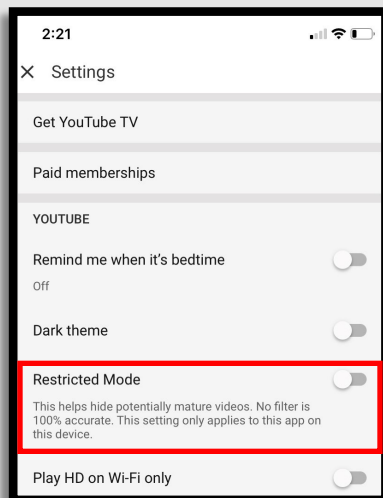 2:21
Settings
Get YouTube TV
Paid memberships
YOUTUBE
Remind me when it's bedtime
Off
Dark theme
Restricted Mode
This helps hide potentially mature videos. No filter is
100% accurate. This setting only applies to this app on
this device.
Play HD on Wi-Fi only